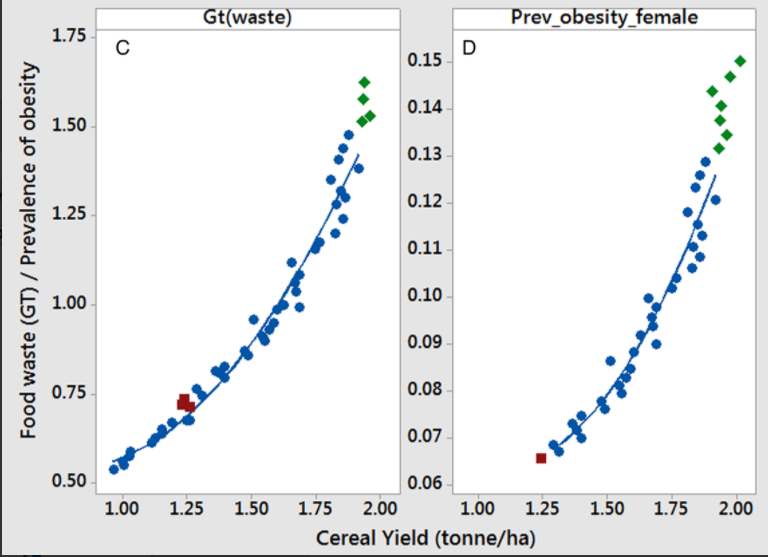 Gt(waste)
Prev_obesity_female
C
D
Food waste (GT) / Prevalence of obesity
1.75
1.50
1.25
1.00
0.75
0.50
0.15
0.14
0.13
0.12
0.11
0.10
0.09
0.08
0.07
0.06
1.00 1.25 1.50 1.75 2.00
1.00 1.25 1.50 1.75 2.00
Cereal Yield (tonne/ha)